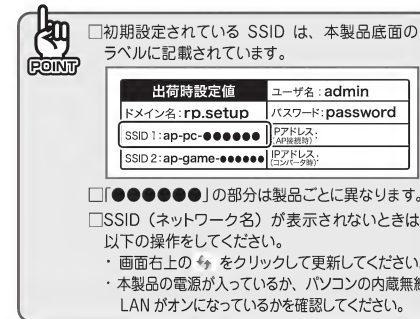 POINT
□初期設定されている SSID は、本製品底面の
ラベルに記載されています。
出荷時設定値
ユーザ名：admin
ドメイン名：rp.setup
パスワード：password
SSID 1：ap-pc-●●●●●●
IPアドレス：
(AP接続時)
SSID 2：ap-game-●●●●●●
IPアドレス：
(コンバータ時)
□「●●●●●●」の部分は製品ごとに異なります。
□SSID（ネットワーク名）が表示されないときは
以下の操作をしてください。
・ 画面右上の をクリックして更新してください
・ 本製品の電源が入っているか、パソコンの内蔵無線
LAN がオンになっているかを確認してください。